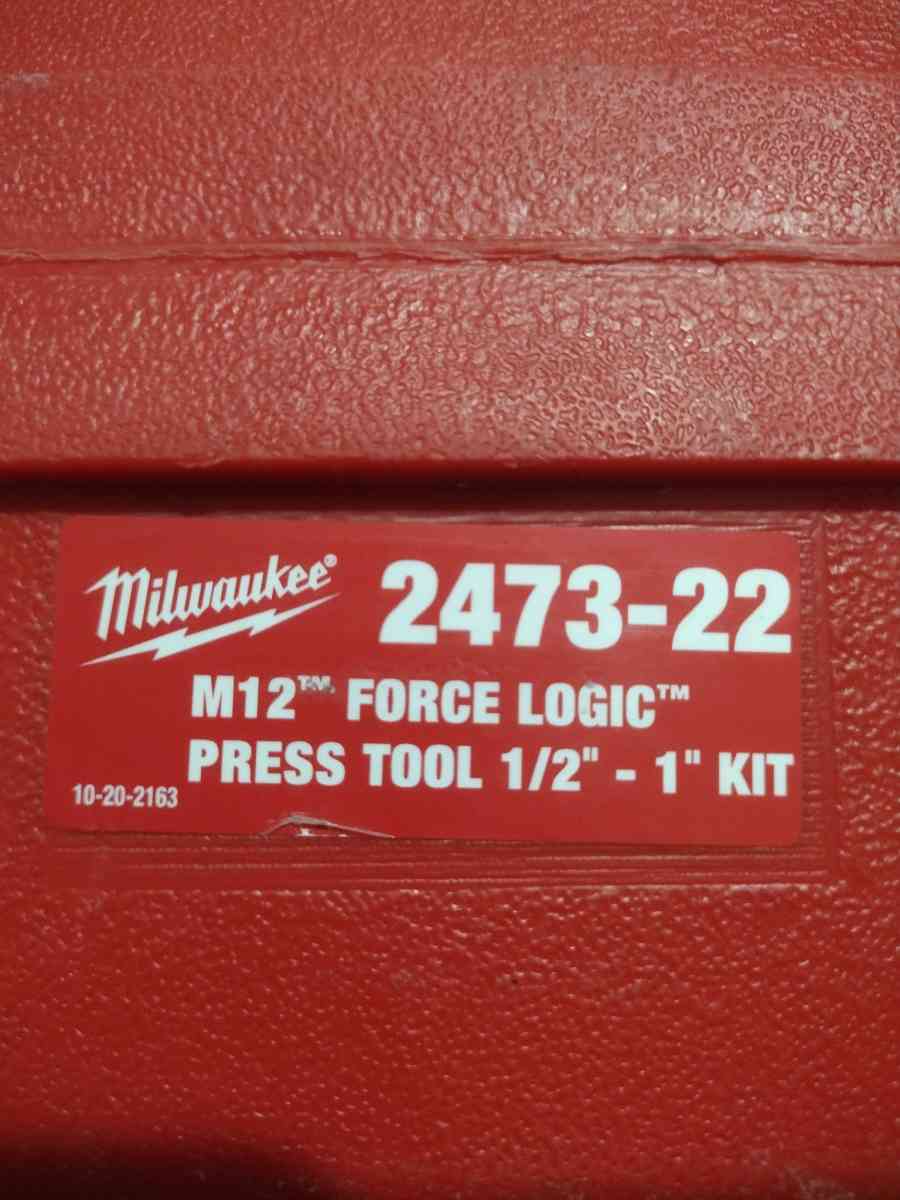 Milwaukee® 2473-22
M12™ FORCE LOGIC™
PRESS TOOL 1/2" - 1" KIT
10-20-2163